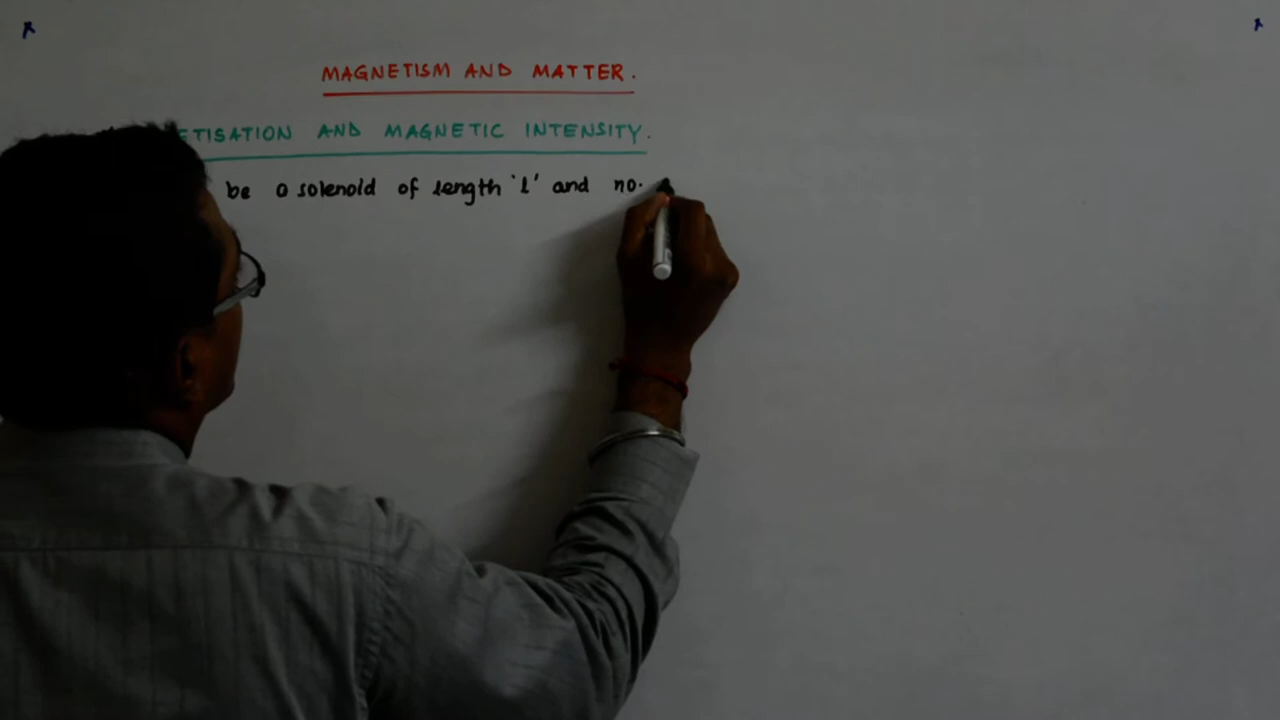 MAGNETISM AND MATTER.
ETISATION AND MAGNETIC INTENSITY.
be a solenoid of length 'l' and no.